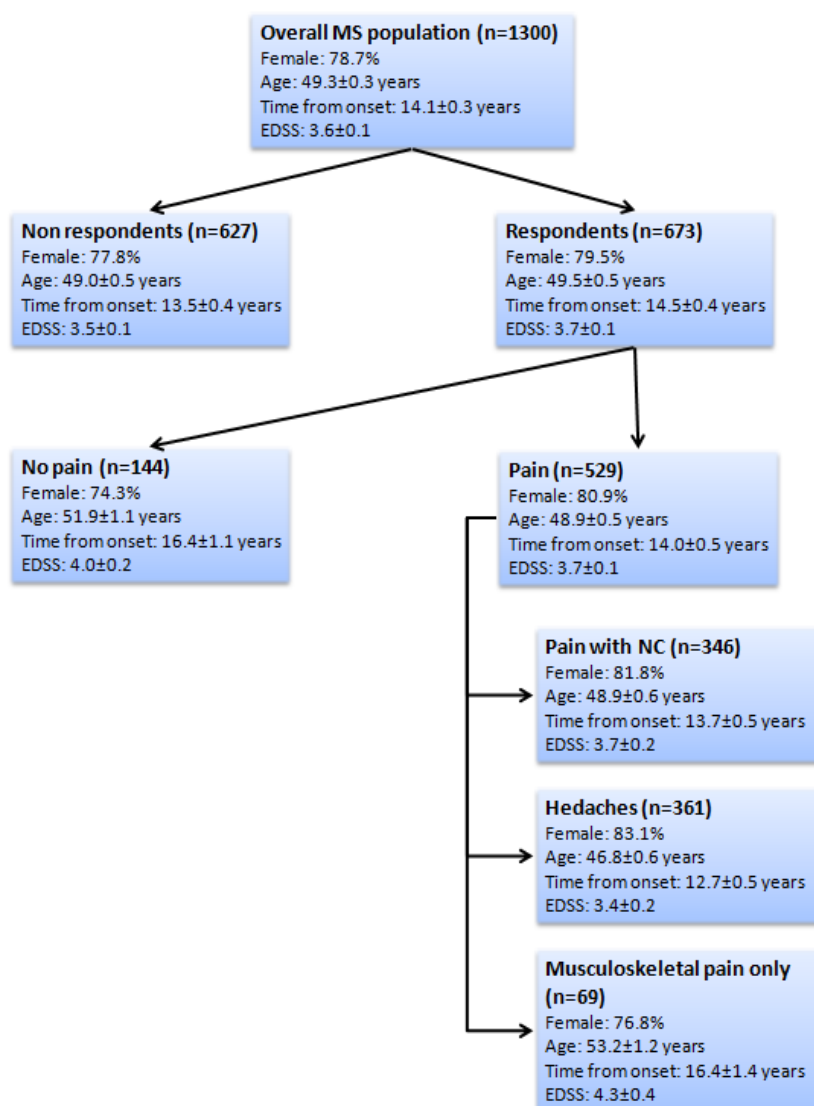 Overall MS population (n=1300)
Female: 78.7%
Age: 49.3±0.3 years
Time from onset: 14.1±0.3 years
EDSS: 3.6±0.1
Non respondents (n=627)
Female: 77.8%
Age: 49.0±0.5 years
Time from onset: 13.5±0.4 years
EDSS: 3.5±0.1
Respondents (n=673)
Female: 79.5%
Age: 49.5±0.5 years
Time from onset: 14.5±0.4 years
EDSS: 3.7±0.1
No pain (n=144)
Female: 74.3%
Age: 51.9±1.1 years
Time from onset: 16.4±1.1 years
EDSS: 4.0±0.2
Pain (n=529)
Female: 80.9%
Age: 48.9±0.5 years
Time from onset: 14.0±0.5 years
EDSS: 3.7±0.1
Pain with NC (n=346)
Female: 81.8%
Age: 48.9±0.6 years
Time from onset: 13.7±0.5 years
EDSS: 3.7±0.2
Hedaches (n=361)
Female: 83.1%
Age: 46.8±0.6 years
Time from onset: 12.7±0.5 years
EDSS: 3.4±0.2
Musculoskeletal pain only
(n=69)
Female: 76.8%
Age: 53.2±1.2 years
Time from onset: 16.4±1.4 years
EDSS: 4.3±0.4